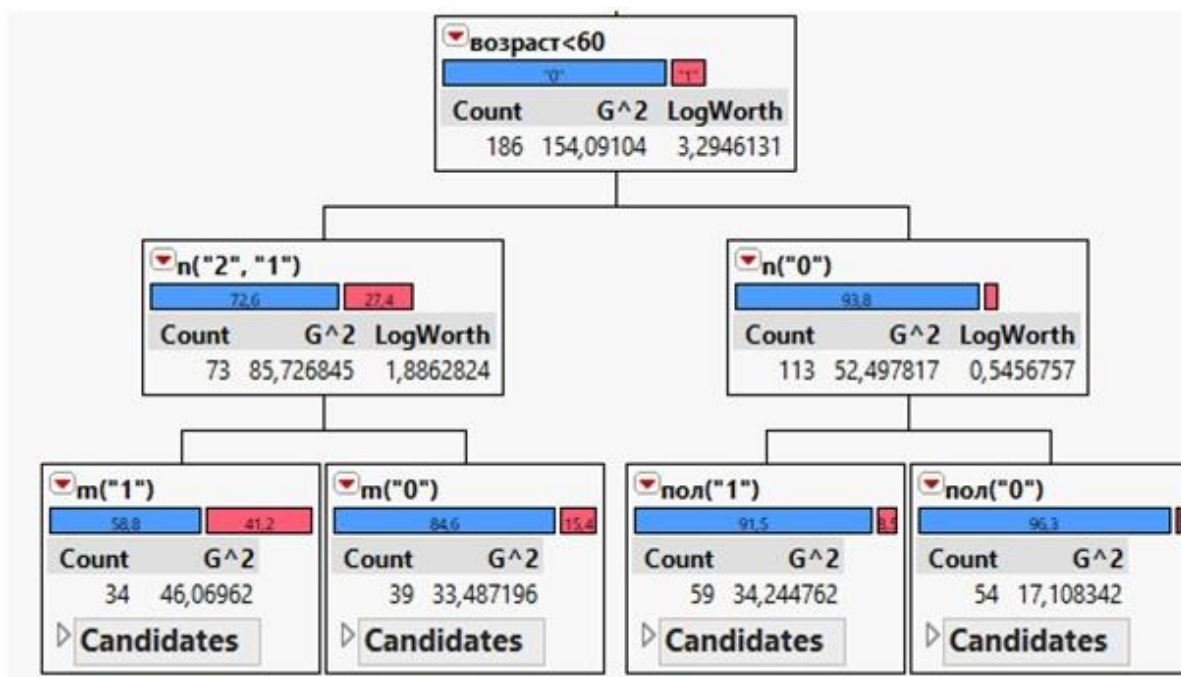 возраст<60
"0" "1"
Count G^2 LogWorth
186 154,09104 3,2946131
n("2", "1")
72,6 27,4
Count G^2 LogWorth
73 85,726845 1,8862824
n("0")
93,8
Count G^2 LogWorth
113 52,497817 0,5456757
m("1")
58,8 41,2
Count G^2
34 46,06962
Candidates
m("0")
84,6 15,4
Count G^2
39 33,487196
Candidates
пол("1")
91,5 8,5
Count G^2
59 34,244762
Candidates
пол("0")
96,3
Count G^2
54 17,108342
Candidates